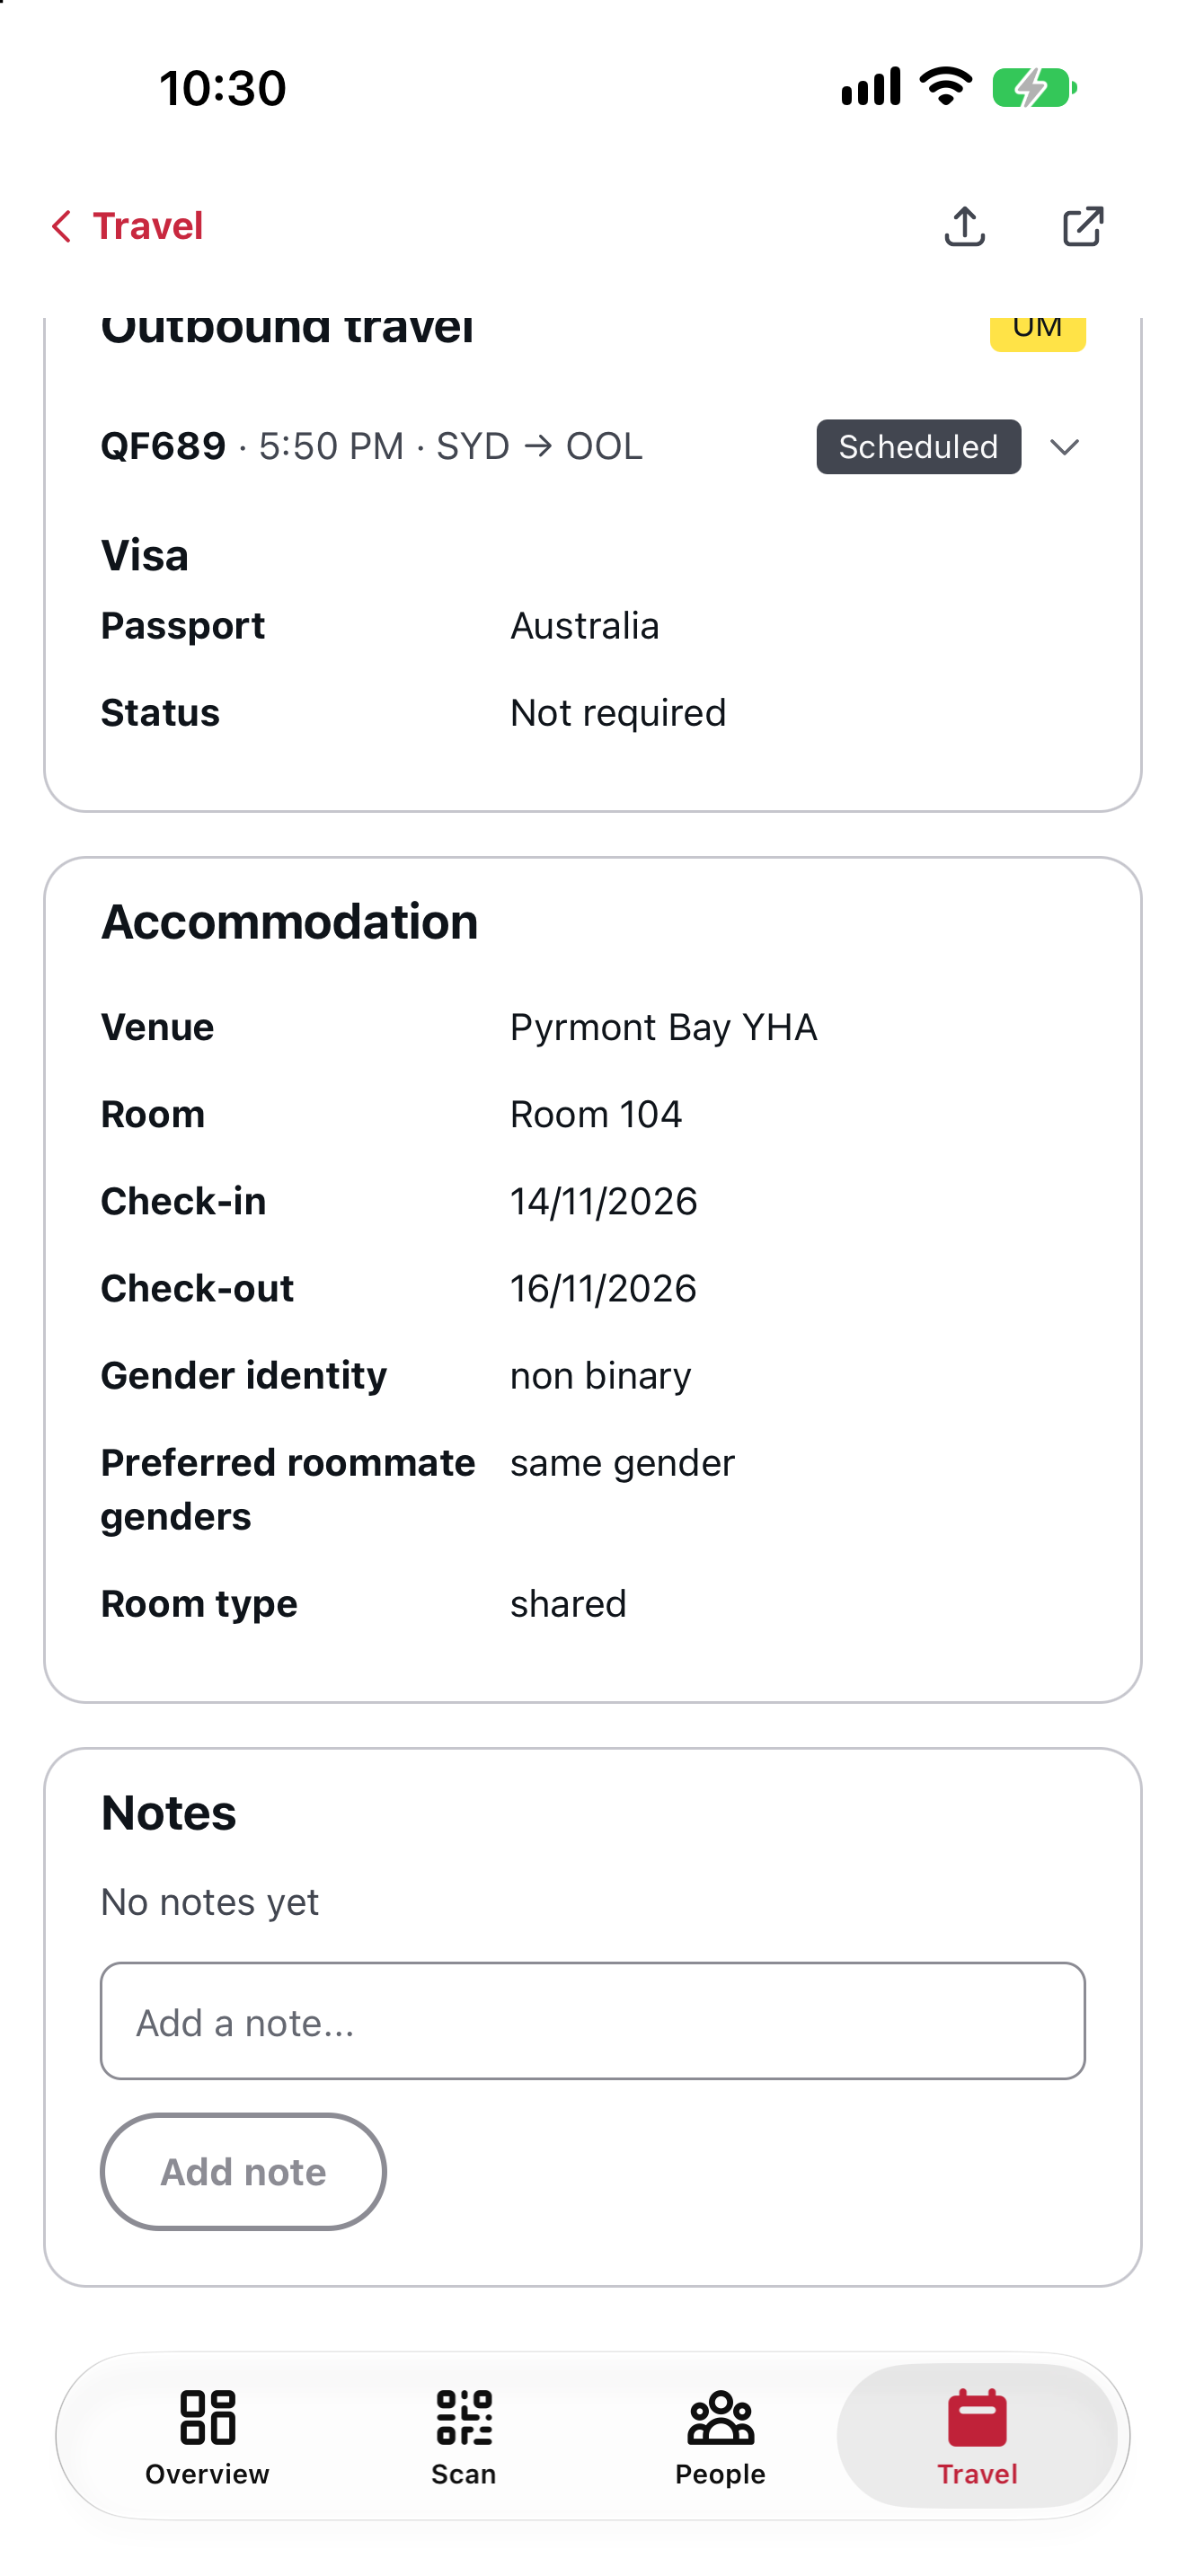 10:30
Travel
Outbound travel
UM
QF689 · 5:50 PM · SYD → OOL
Scheduled
Visa
Passport Australia
Status Not required
Accommodation
Venue Pyrmont Bay YHA
Room Room 104
Check-in 14/11/2026
Check-out 16/11/2026
Gender identity non binary
Preferred roommate same gender
genders
Room type shared
Notes
No notes yet
Add a note...
Add note
Overview
Scan
People
Travel